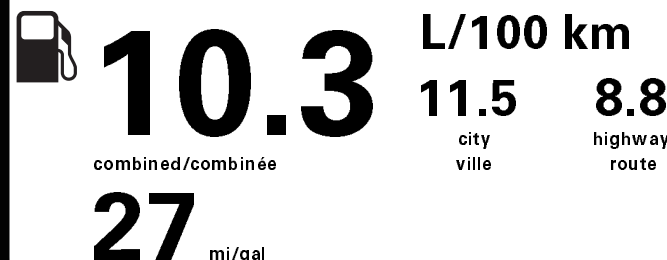 10.3
L/100 km
11.5
8.8
city
highway
ville
route
combined/combinée
27
mi/gal